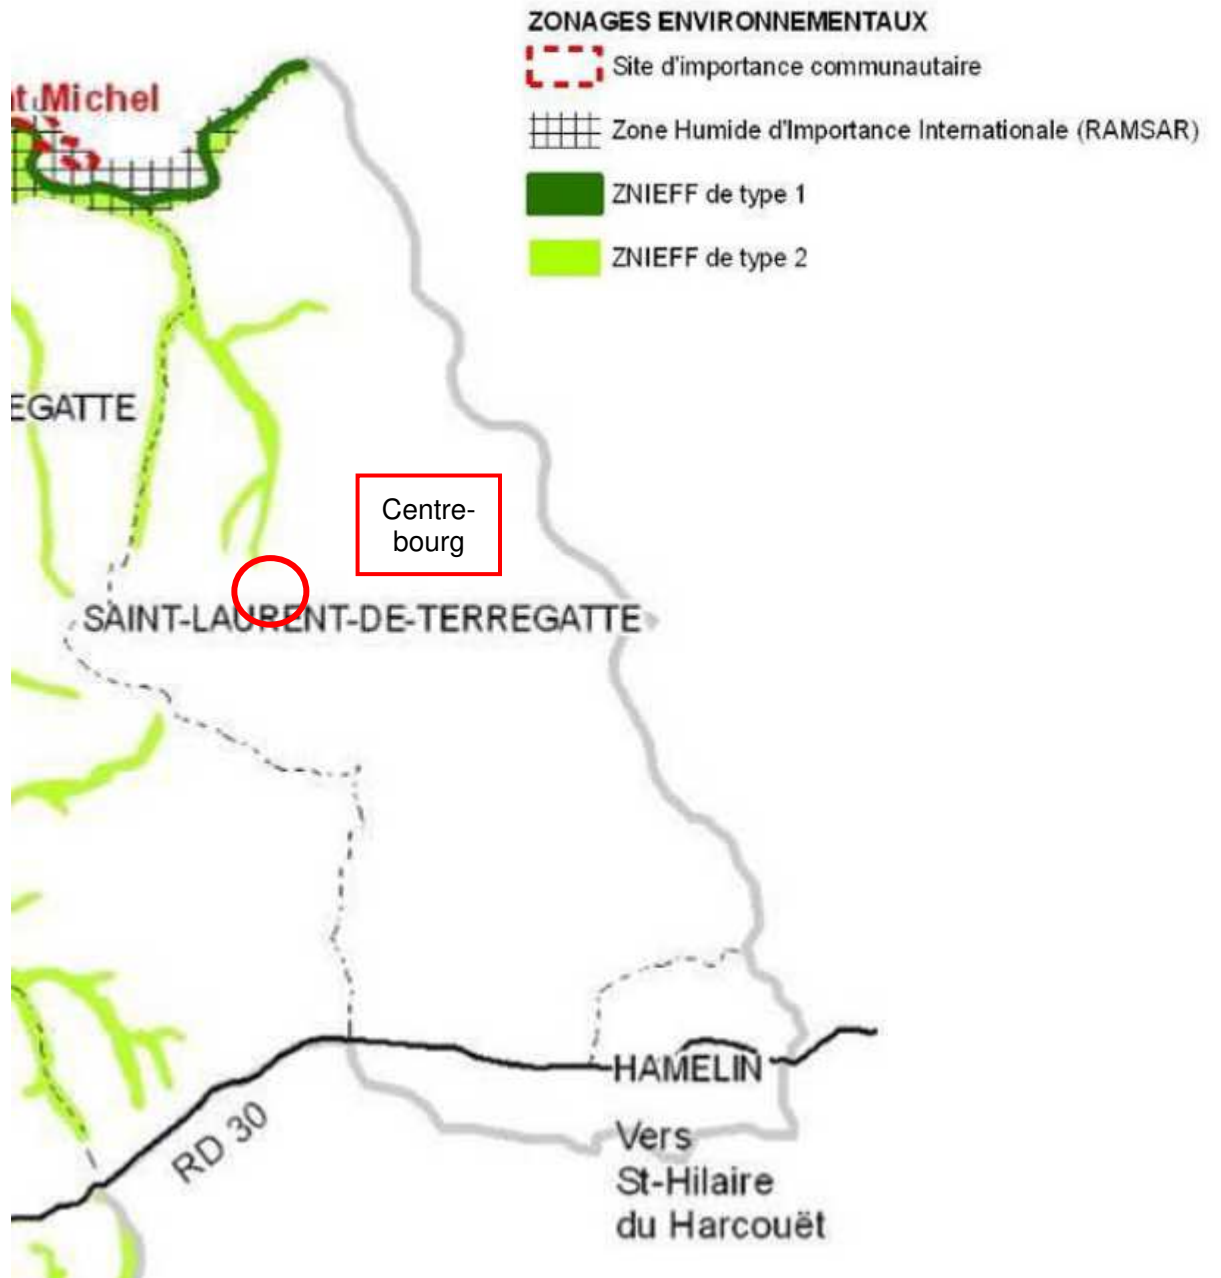 ZONAGES ENVIRONNEMENTAUX
Site d'importance communautaire
Zone Humide d'Importance Internationale (RAMSAR)
ZNIEFF de type 1
ZNIEFF de type 2
t Michel
EGATTE
Centre-
bourg
SAINT-LAURENT-DE-TERREGATTE
HAMELIN
RD 30
Vers
St-Hilaire
du Harcouët